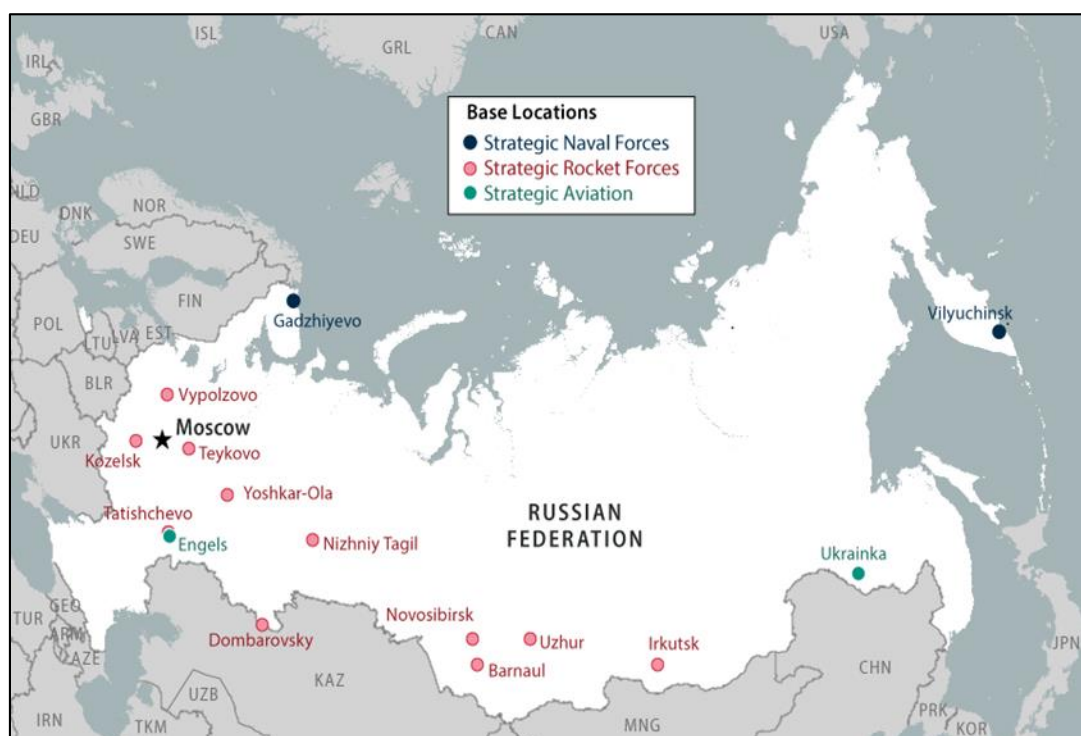 ISL
GRL
CAN
USA
IRL
GBR
Base Locations
Strategic Naval Forces
Strategic Rocket Forces
Strategic Aviation
NLD
DNK
NOR
DEU
SWE
FIN
Gadzhiyevo
Vilyuchinsk
POL
LTU
LVA
EST
BLR
Vypolzovo
UKR
Moscow
Kozelsk
Teykovo
Yoshkar-Ola
RUSSIAN
FEDERATION
Tatishchevo
Engels
Nizhniy Tagil
Ukrainka
TUR
GEO
ARM
AZE
Dombarovsky
Novosibirsk
Uzhur
Irkutsk
Barnaul
KAZ
CHN
JPN
UZB
IRN
TKM
MNG
PRK
KOR